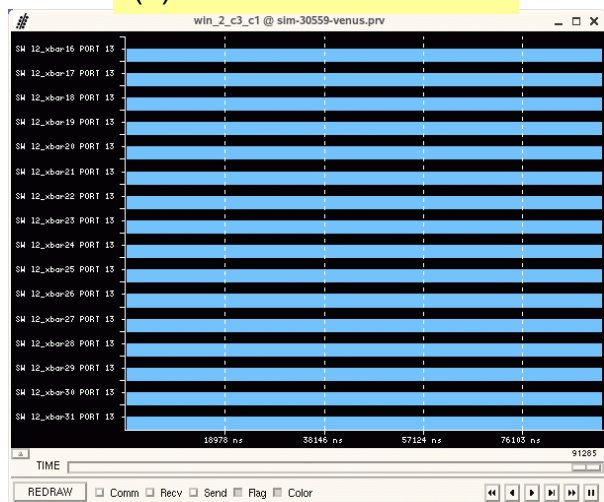 win_2_c3_c1 @ sim-30559-venus.prv
SW 12_xbar16 PORT 13
SW 12_xbar17 PORT 13
SW 12_xbar18 PORT 13
SW 12_xbar19 PORT 13
SW 12_xbar20 PORT 13
SW 12_xbar21 PORT 13
SW 12_xbar22 PORT 13
SW 12_xbar23 PORT 13
SW 12_xbar24 PORT 13
SW 12_xbar25 PORT 13
SW 12_xbar26 PORT 13
SW 12_xbar27 PORT 13
SW 12_xbar28 PORT 13
SW 12_xbar29 PORT 13
SW 12_xbar30 PORT 13
SW 12_xbar31 PORT 13
18978 ns 38146 ns 57124 ns 76103 ns
91285
TIME
REDRAW Comm Recv Send Flag Color